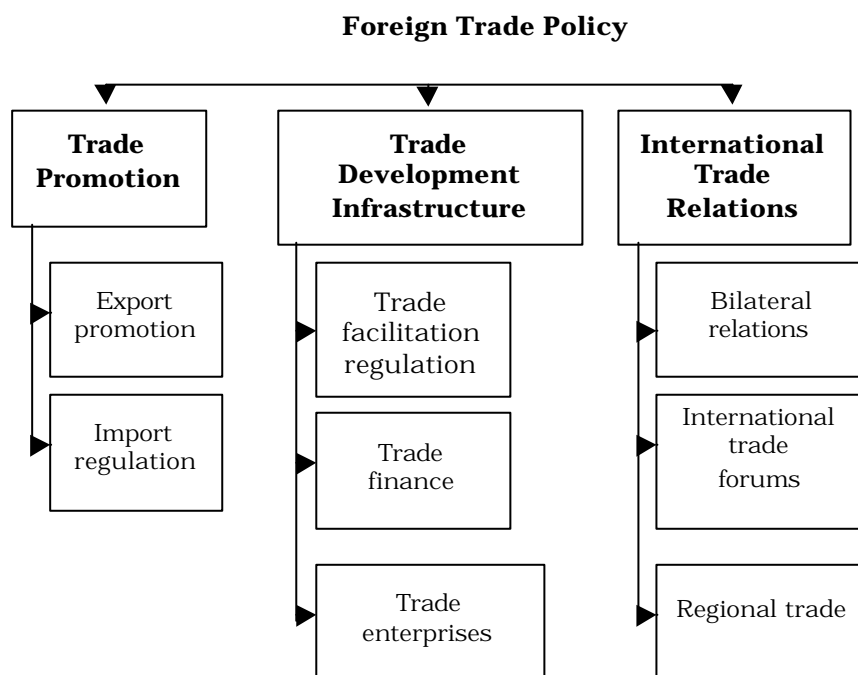 Foreign Trade Policy
Trade
Promotion
Export
promotion
Import
regulation
Trade
Development
Infrastructure
Trade
facilitation
regulation
Trade
finance
Trade
enterprises
International
Trade
Relations
Bilateral
relations
International
trade
forums
Regional trade